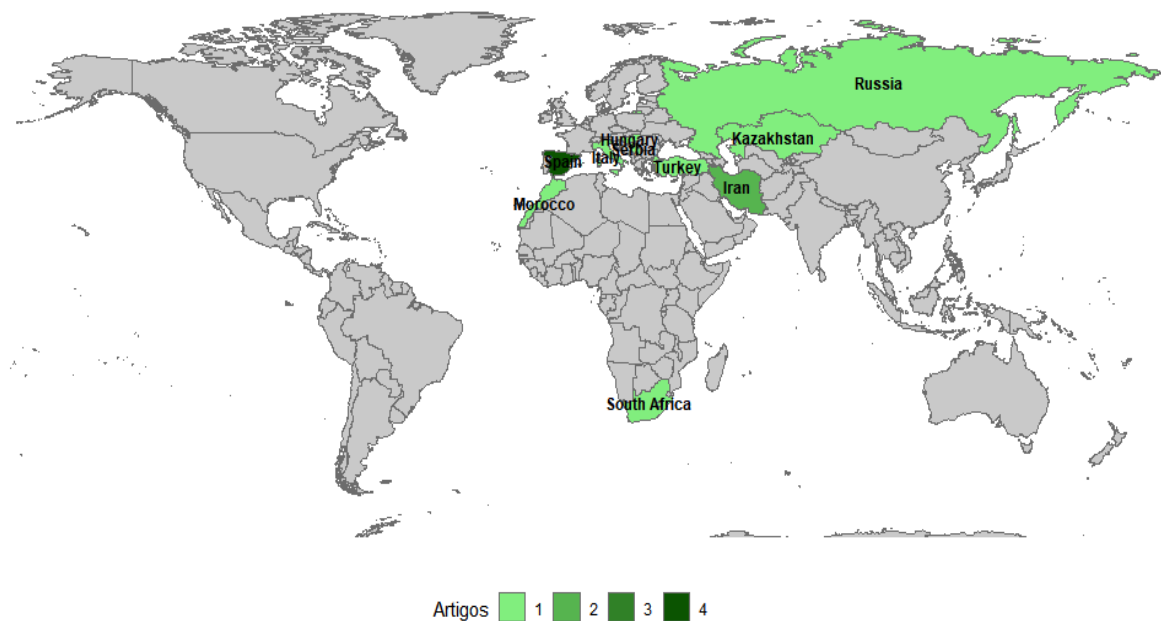 Russia
Kazakhstan
Hungary
Serbia
Spain
Italy
Turkey
Iran
Morocco
South Africa
Artigos 1 2 3 4